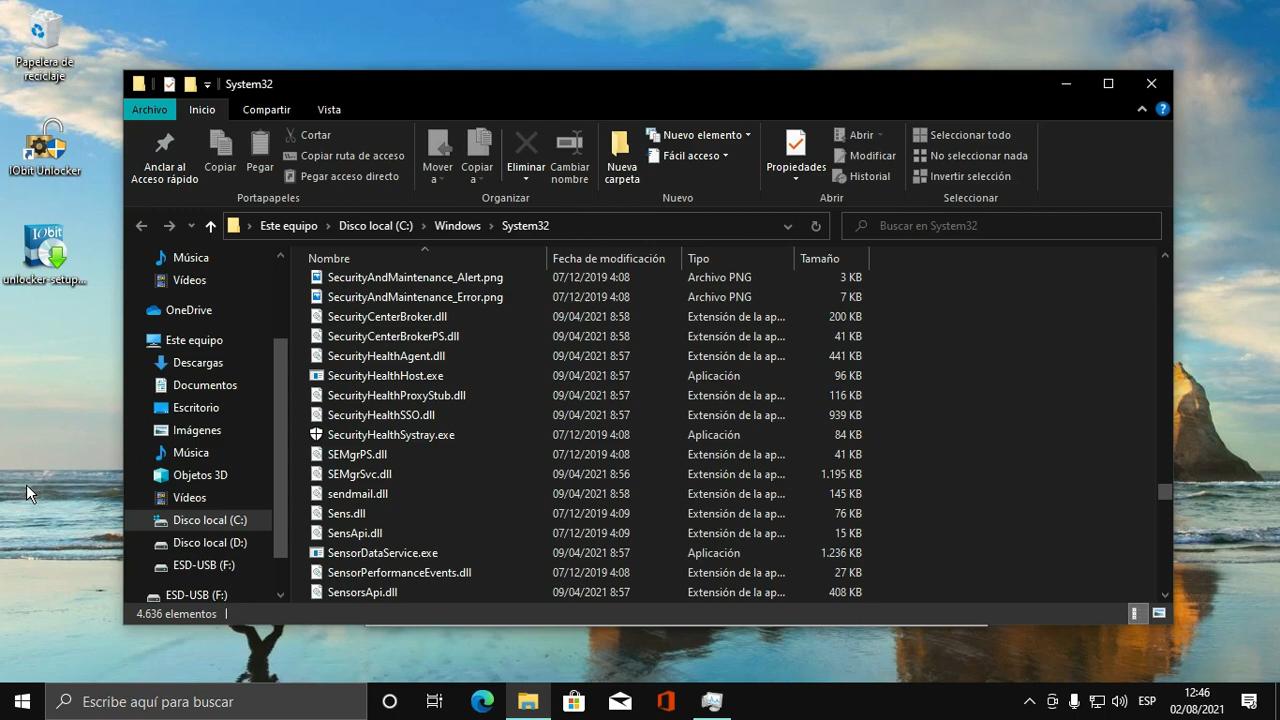 Papelera de
reciclaje
IObit Unlocker
IObit
unlocker-setup...
System32
Archivo Inicio Compartir Vista
Anclar al
Acceso rápido
Copiar
Pegar
Cortar
Copiar ruta de acceso
Pegar acceso directo
Portapapeles
Mover
a
Copiar
a
Eliminar
Cambiar
nombre
Organizar
Nueva
carpeta
Nuevo elemento
Fácil acceso
Nuevo
Propiedades
Abrir
Modificar
Historial
Abrir
Seleccionar todo
No seleccionar nada
Invertir selección
Selección
Este equipo > Disco local (C:) > Windows > System32
Buscar en System32
Música
Vídeos
OneDrive
Este equipo
Descargas
Documentos
Escritorio
Imágenes
Música
Objetos 3D
Vídeos
Disco local (C:)
Disco local (D:)
ESD-USB (F:)
ESD-USB (F:)
Nombre Fecha de modificación Tipo Tamaño
SecurityAndMaintenance_Alert.png 07/12/2019 4:08 Archivo PNG 3 KB
SecurityAndMaintenance_Error.png 07/12/2019 4:08 Archivo PNG 7 KB
SecurityCenterBroker.dll 09/04/2021 8:58 Extensión de la ap... 200 KB
SecurityCenterBrokerPS.dll 09/04/2021 8:58 Extensión de la ap... 41 KB
SecurityHealthAgent.dll 09/04/2021 8:57 Extensión de la ap... 441 KB
SecurityHealthHost.exe 09/04/2021 8:57 Aplicación 96 KB
SecurityHealthProxyStub.dll 09/04/2021 8:57 Extensión de la ap... 116 KB
SecurityHealthSSO.dll 09/04/2021 8:57 Extensión de la ap... 939 KB
SecurityHealthSystray.exe 07/12/2019 4:08 Aplicación 84 KB
SEMgrPS.dll 07/12/2019 4:08 Extensión de la ap... 41 KB
SEMgrSvc.dll 09/04/2021 8:56 Extensión de la ap... 1.195 KB
sendmail.dll 09/04/2021 8:58 Extensión de la ap... 145 KB
Sens.dll 07/12/2019 4:09 Extensión de la ap... 76 KB
SensApi.dll 07/12/2019 4:09 Extensión de la ap... 15 KB
SensorDataService.exe 09/04/2021 8:57 Aplicación 1.236 KB
SensorPerformanceEvents.dll 07/12/2019 4:08 Extensión de la ap... 27 KB
SensorsApi.dll 09/04/2021 8:57 Extensión de la ap... 408 KB
4.636 elementos
Escribe aquí para buscar
ESP
12:46
02/08/2021